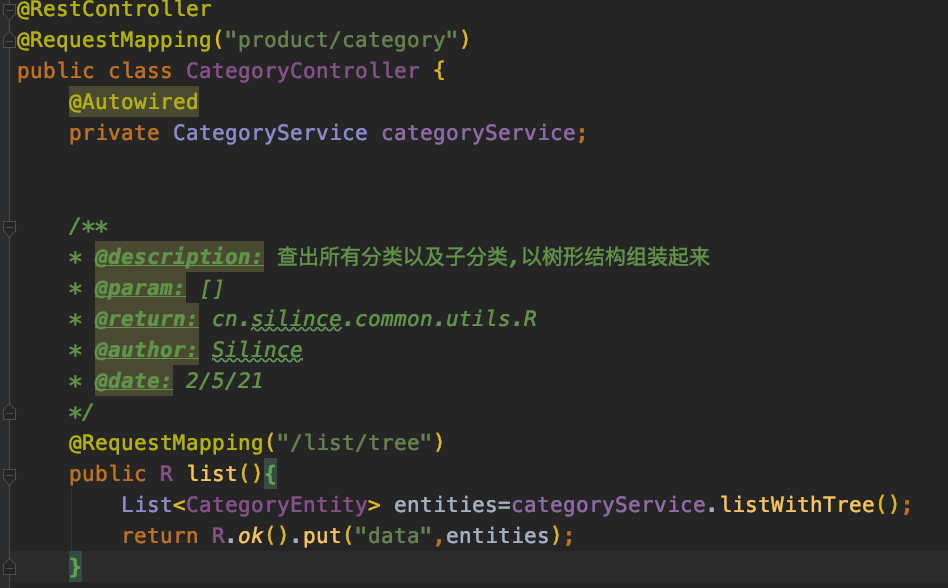 @RestController
@RequestMapping("product/category")
public class CategoryController {
@Autowired
private CategoryService categoryService;
/**
* @description: 查出所有分类以及子分类,以树形结构组装起来
* @param: []
* @return: cn.silince.common.utils.R
* @author: Silince
* @date: 2/5/21
*/
@RequestMapping("/list/tree")
public R list(){
List<CategoryEntity> entities=categoryService.listWithTree();
return R.ok().put("data",entities);
}